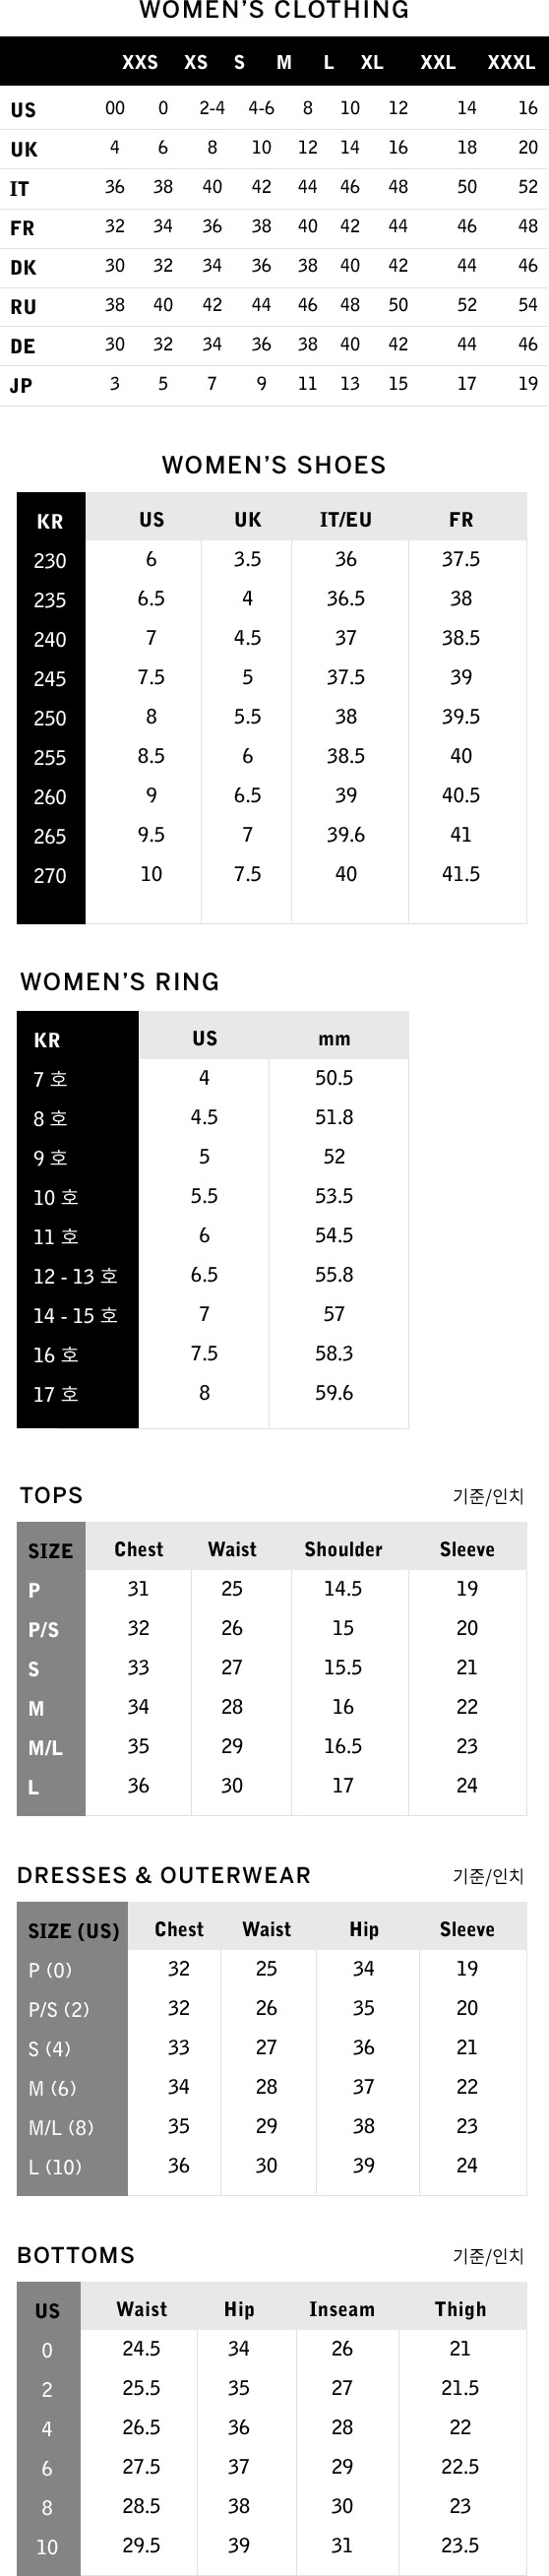 WOMEN’S CLOTHING
XXS XS S M L XL XXL XXXL
US 00 0 2-4 4-6 8 10 12 14 16
UK 4 6 8 10 12 14 16 18 20
IT 36 38 40 42 44 46 48 50 52
FR 32 34 36 38 40 42 44 46 48
DK 30 32 34 36 38 40 42 44 46
RU 38 40 42 44 46 48 50 52 54
DE 30 32 34 36 38 40 42 44 46
JP 3 5 7 9 11 13 15 17 19
WOMEN’S SHOES
KR US UK IT/EU FR
230 6 3.5 36 37.5
235 6.5 4 36.5 38
240 7 4.5 37 38.5
245 7.5 5 37.5 39
250 8 5.5 38 39.5
255 8.5 6 38.5 40
260 9 6.5 39 40.5
265 9.5 7 39.6 41
270 10 7.5 40 41.5
WOMEN’S RING
KR US mm
7 호 4 50.5
8 호 4.5 51.8
9 호 5 52
10 호 5.5 53.5
11 호 6 54.5
12 - 13 호 6.5 55.8
14 - 15 호 7 57
16 호 7.5 58.3
17 호 8 59.6
TOPS 기준/인치
SIZE Chest Waist Shoulder Sleeve
P 31 25 14.5 19
P/S 32 26 15 20
S 33 27 15.5 21
M 34 28 16 22
M/L 35 29 16.5 23
L 36 30 17 24
DRESSES & OUTERWEAR 기준/인치
SIZE (US) Chest Waist Hip Sleeve
P (0) 32 25 34 19
P/S (2) 32 26 35 20
S (4) 33 27 36 21
M (6) 34 28 37 22
M/L (8) 35 29 38 23
L (10) 36 30 39 24
BOTTOMS 기준/인치
US Waist Hip Inseam Thigh
0 24.5 34 26 21
2 25.5 35 27 21.5
4 26.5 36 28 22
6 27.5 37 29 22.5
8 28.5 38 30 23
10 29.5 39 31 23.5